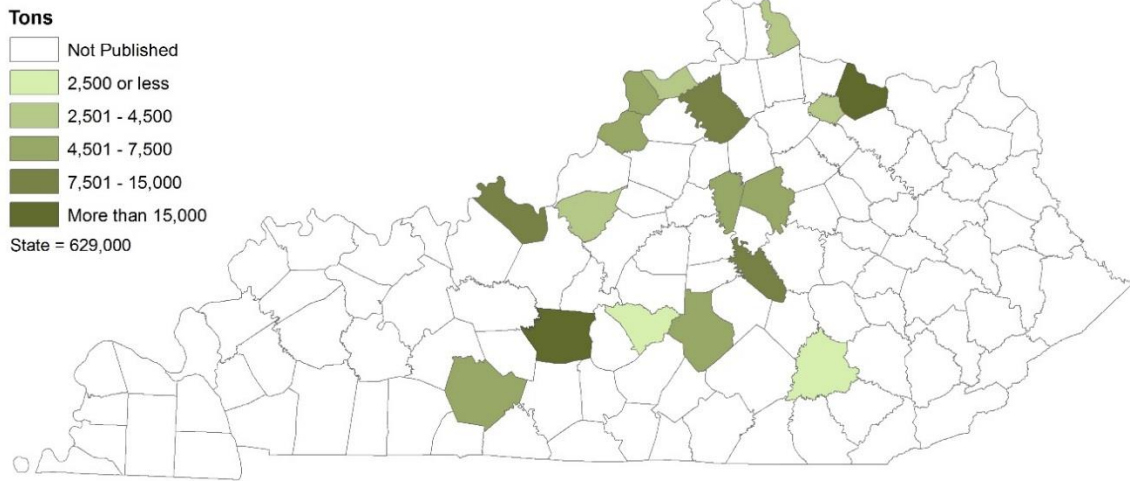 Tons
Not Published
2,500 or less
2,501 - 4,500
4,501 - 7,500
7,501 - 15,000
More than 15,000
State = 629,000